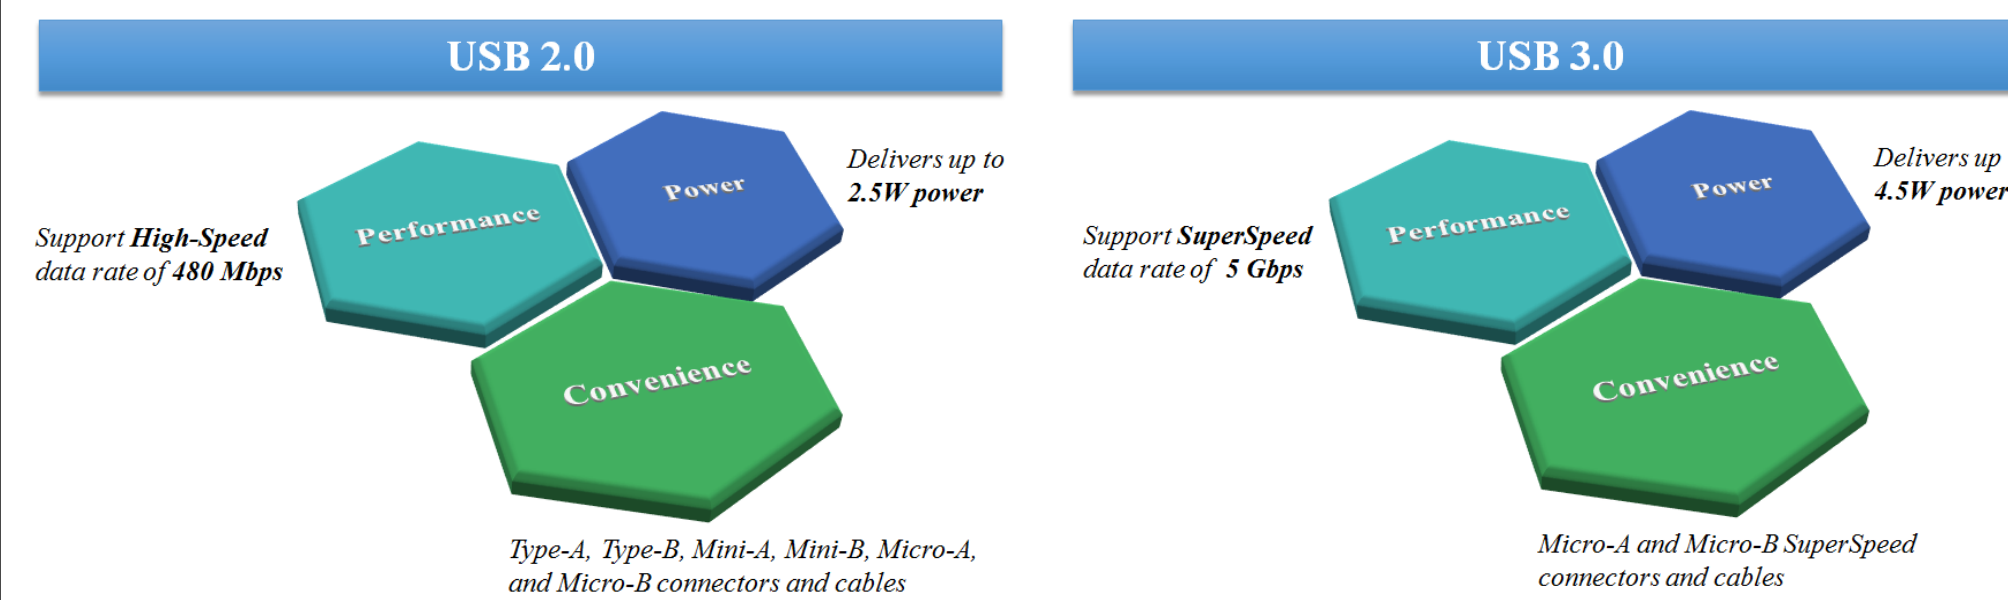 USB 2.0
Performance
Power
Convenience
Support High-Speed
data rate of 480 Mbps
Delivers up to
2.5W power
Type-A, Type-B, Mini-A, Mini-B, Micro-A,
and Micro-B connectors and cables
USB 3.0
Performance
Power
Convenience
Support SuperSpeed
data rate of 5 Gbps
Delivers up
4.5W power
Micro-A and Micro-B SuperSpeed
connectors and cables